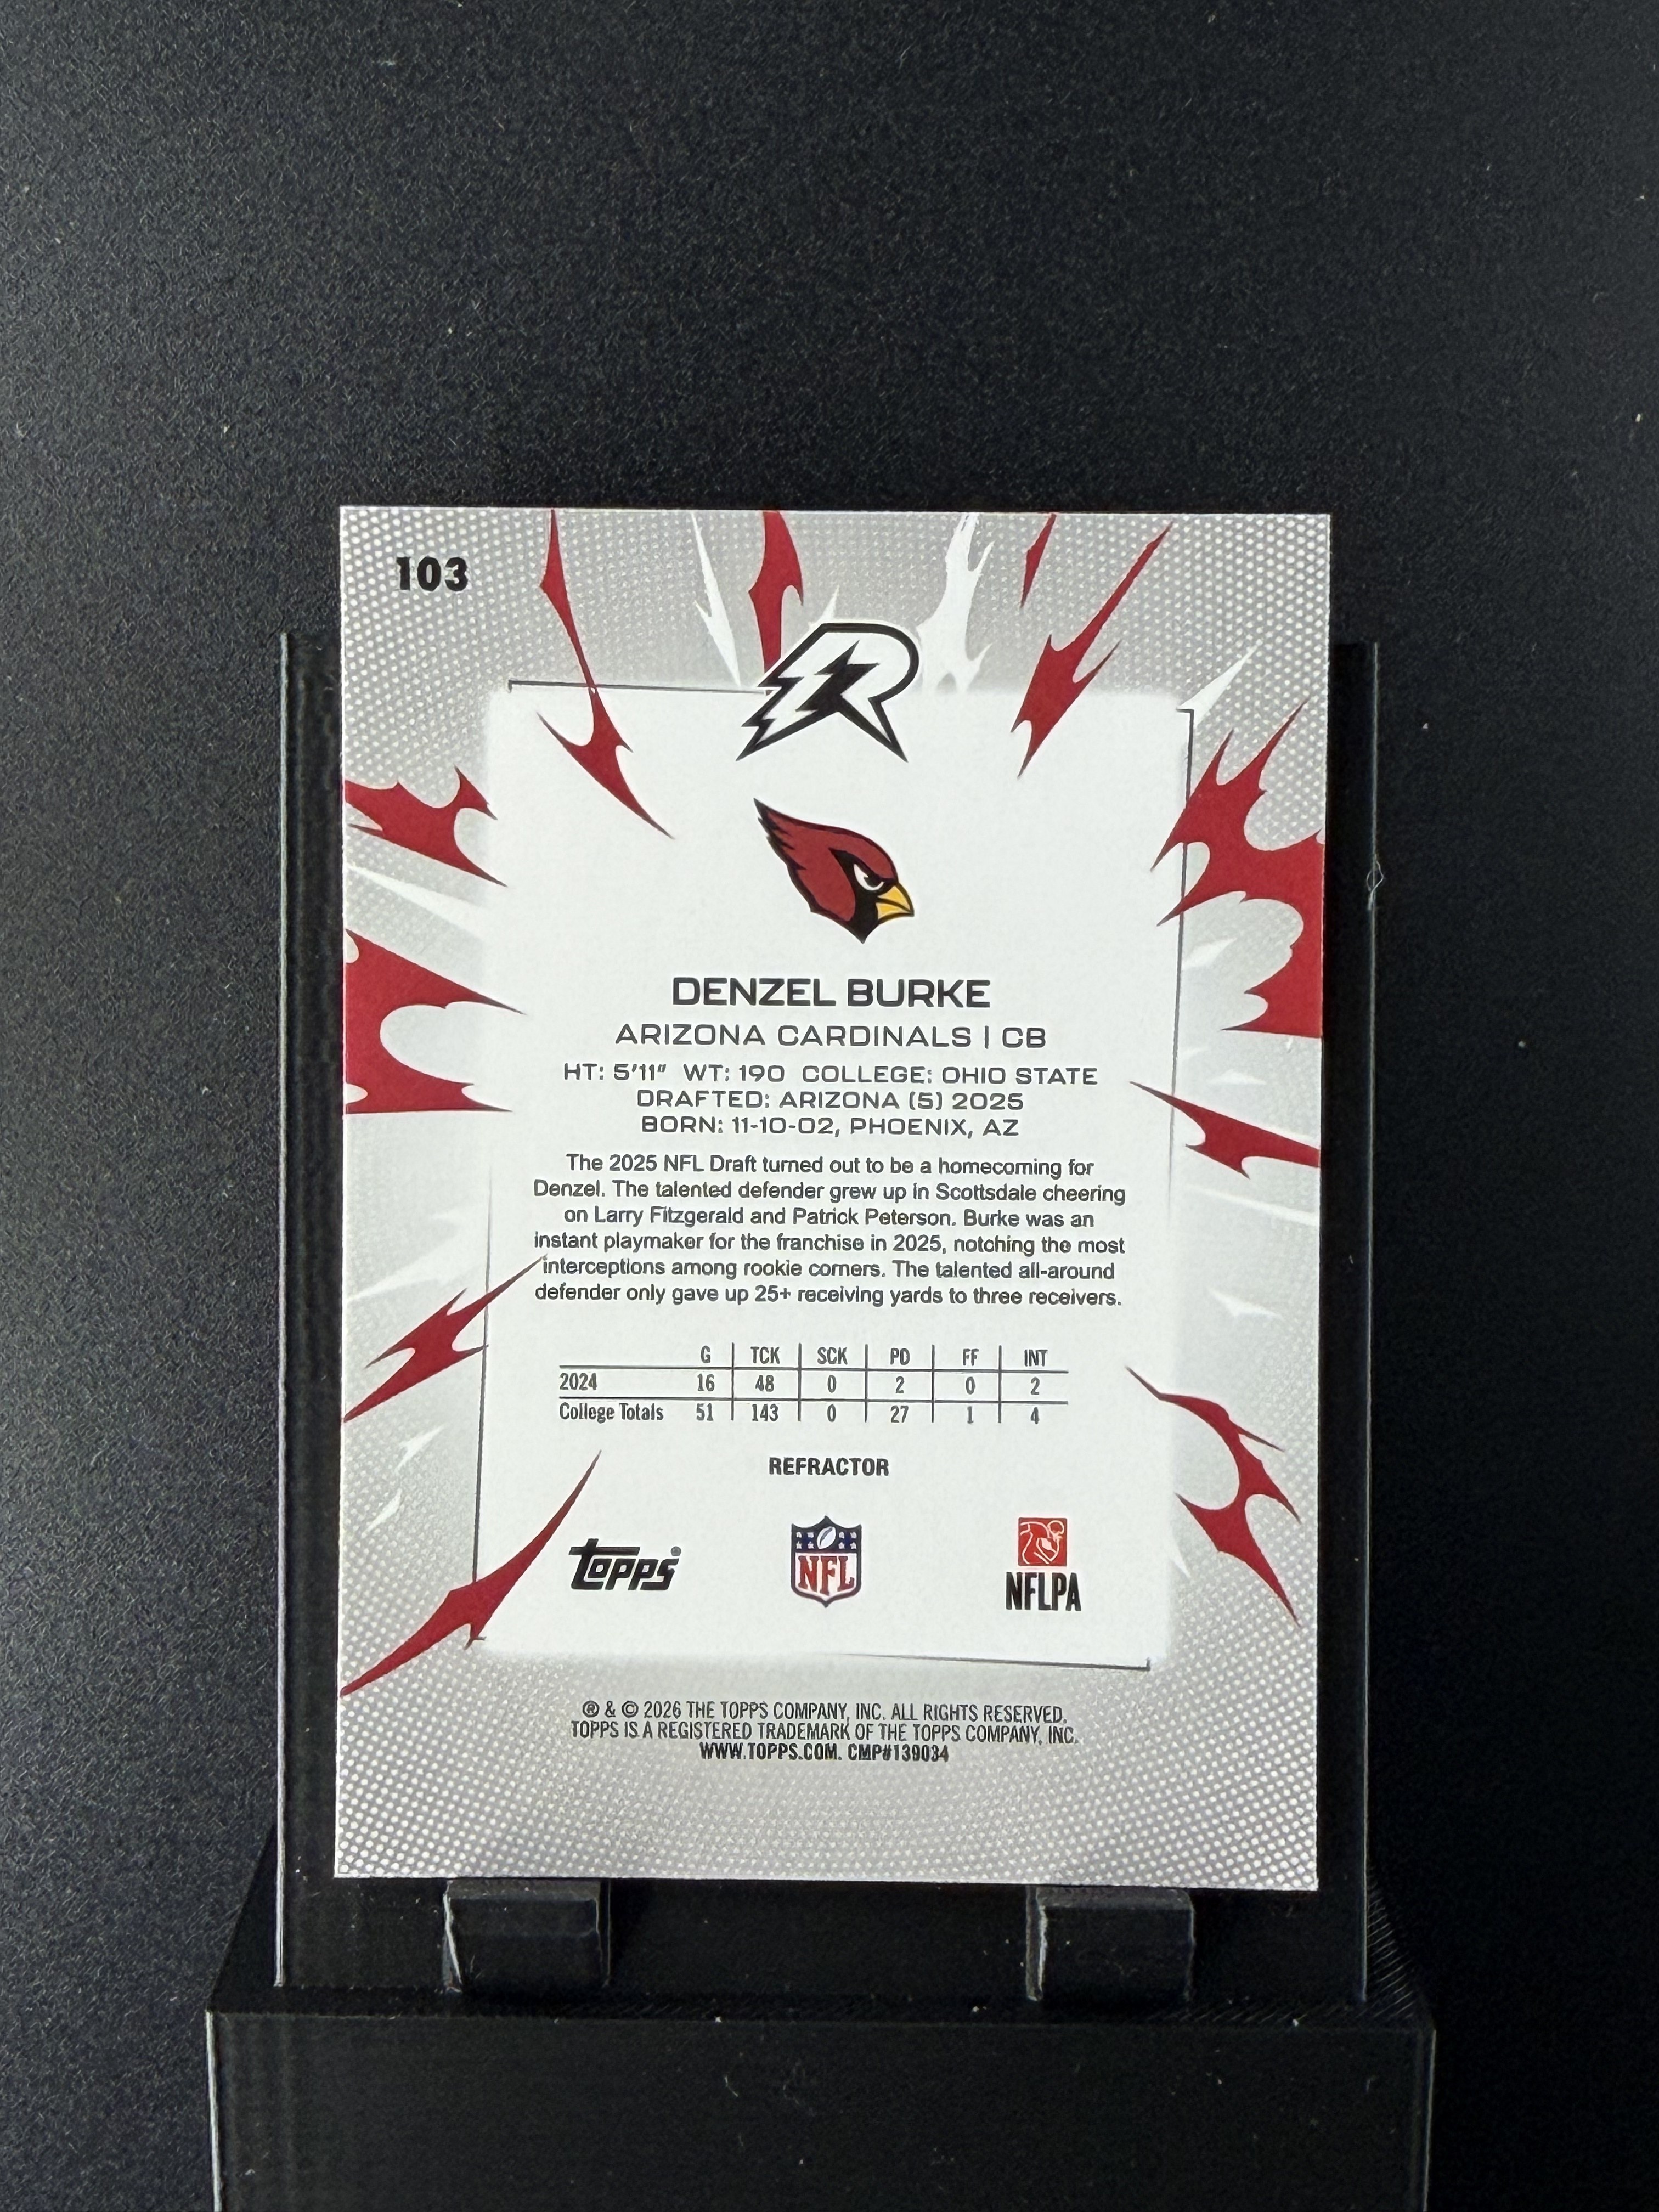 103
R
DENZEL BURKE
ARIZONA CARDINALS | CB
HT: 5'11" WT: 190 COLLEGE: OHIO STATE
DRAFTED: ARIZONA (5) 2025
BORN: 11-10-02, PHOENIX, AZ
The 2025 NFL Draft turned out to be a homecoming for
Denzel. The talented defender grew up in Scottsdale cheering
on Larry Fitzgerald and Patrick Peterson. Burke was an
instant playmaker for the franchise in 2025, notching the most
interceptions among rookie corners. The talented all-around
defender only gave up 25+ receiving yards to three receivers.
G | TCK | SCK | PD | FF | INT
2024 16 48 0 2 0 2
College Totals 51 | 143 | 0 | 27 | 1 | 4
REFRACTOR
Topps® NFL NFLPA
® & © 2026 THE TOPPS COMPANY, INC. ALL RIGHTS RESERVED.
TOPPS IS A REGISTERED TRADEMARK OF THE TOPPS COMPANY, INC.
WWW.TOPPS.COM. CMP#139034